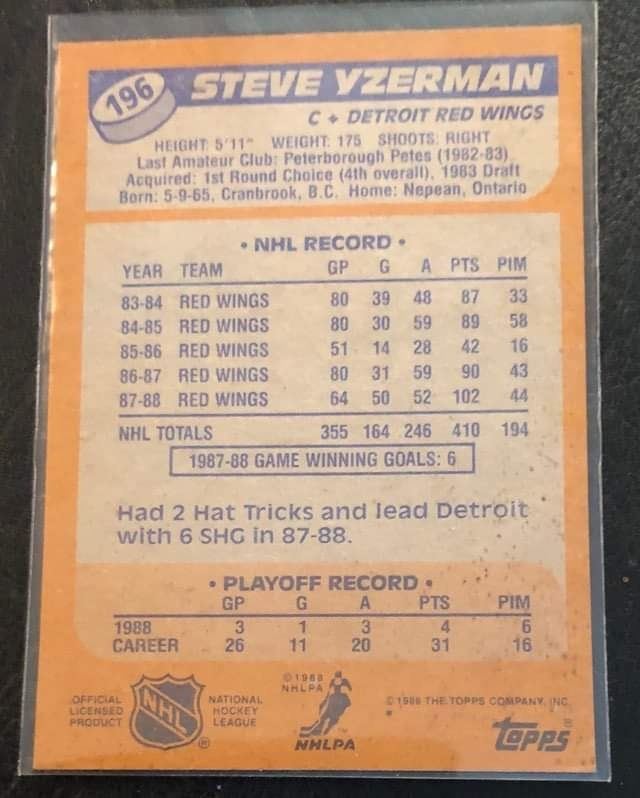 196
STEVE YZERMAN
C ♦ DETROIT RED WINGS
HEIGHT: 5'11" WEIGHT: 175 SHOOTS: RIGHT
Last Amateur Club: Peterborough Petes (1982-83)
Acquired: 1st Round Choice (4th overall), 1983 Draft
Born: 5-9-65, Cranbrook, B.C. Home: Nepean, Ontario
• NHL RECORD •
YEAR TEAM GP G A PTS PIM
83-84 RED WINGS 80 39 48 87 33
84-85 RED WINGS 80 30 59 89 58
85-86 RED WINGS 51 14 28 42 16
86-87 RED WINGS 80 31 59 90 43
87-88 RED WINGS 64 50 52 102 44
NHL TOTALS 355 164 246 410 194
1987-88 GAME WINNING GOALS: 6
Had 2 Hat Tricks and lead Detroit
with 6 SHG in 87-88.
• PLAYOFF RECORD •
GP G A PTS PIM
1988 3 1 3 4 6
CAREER 26 11 20 31 16
OFFICIAL
LICENSED
PRODUCT
NHL
®
NATIONAL
HOCKEY
LEAGUE
© 1988
NHLPA
NHLPA
© 1988 THE TOPPS COMPANY, INC.
topps®